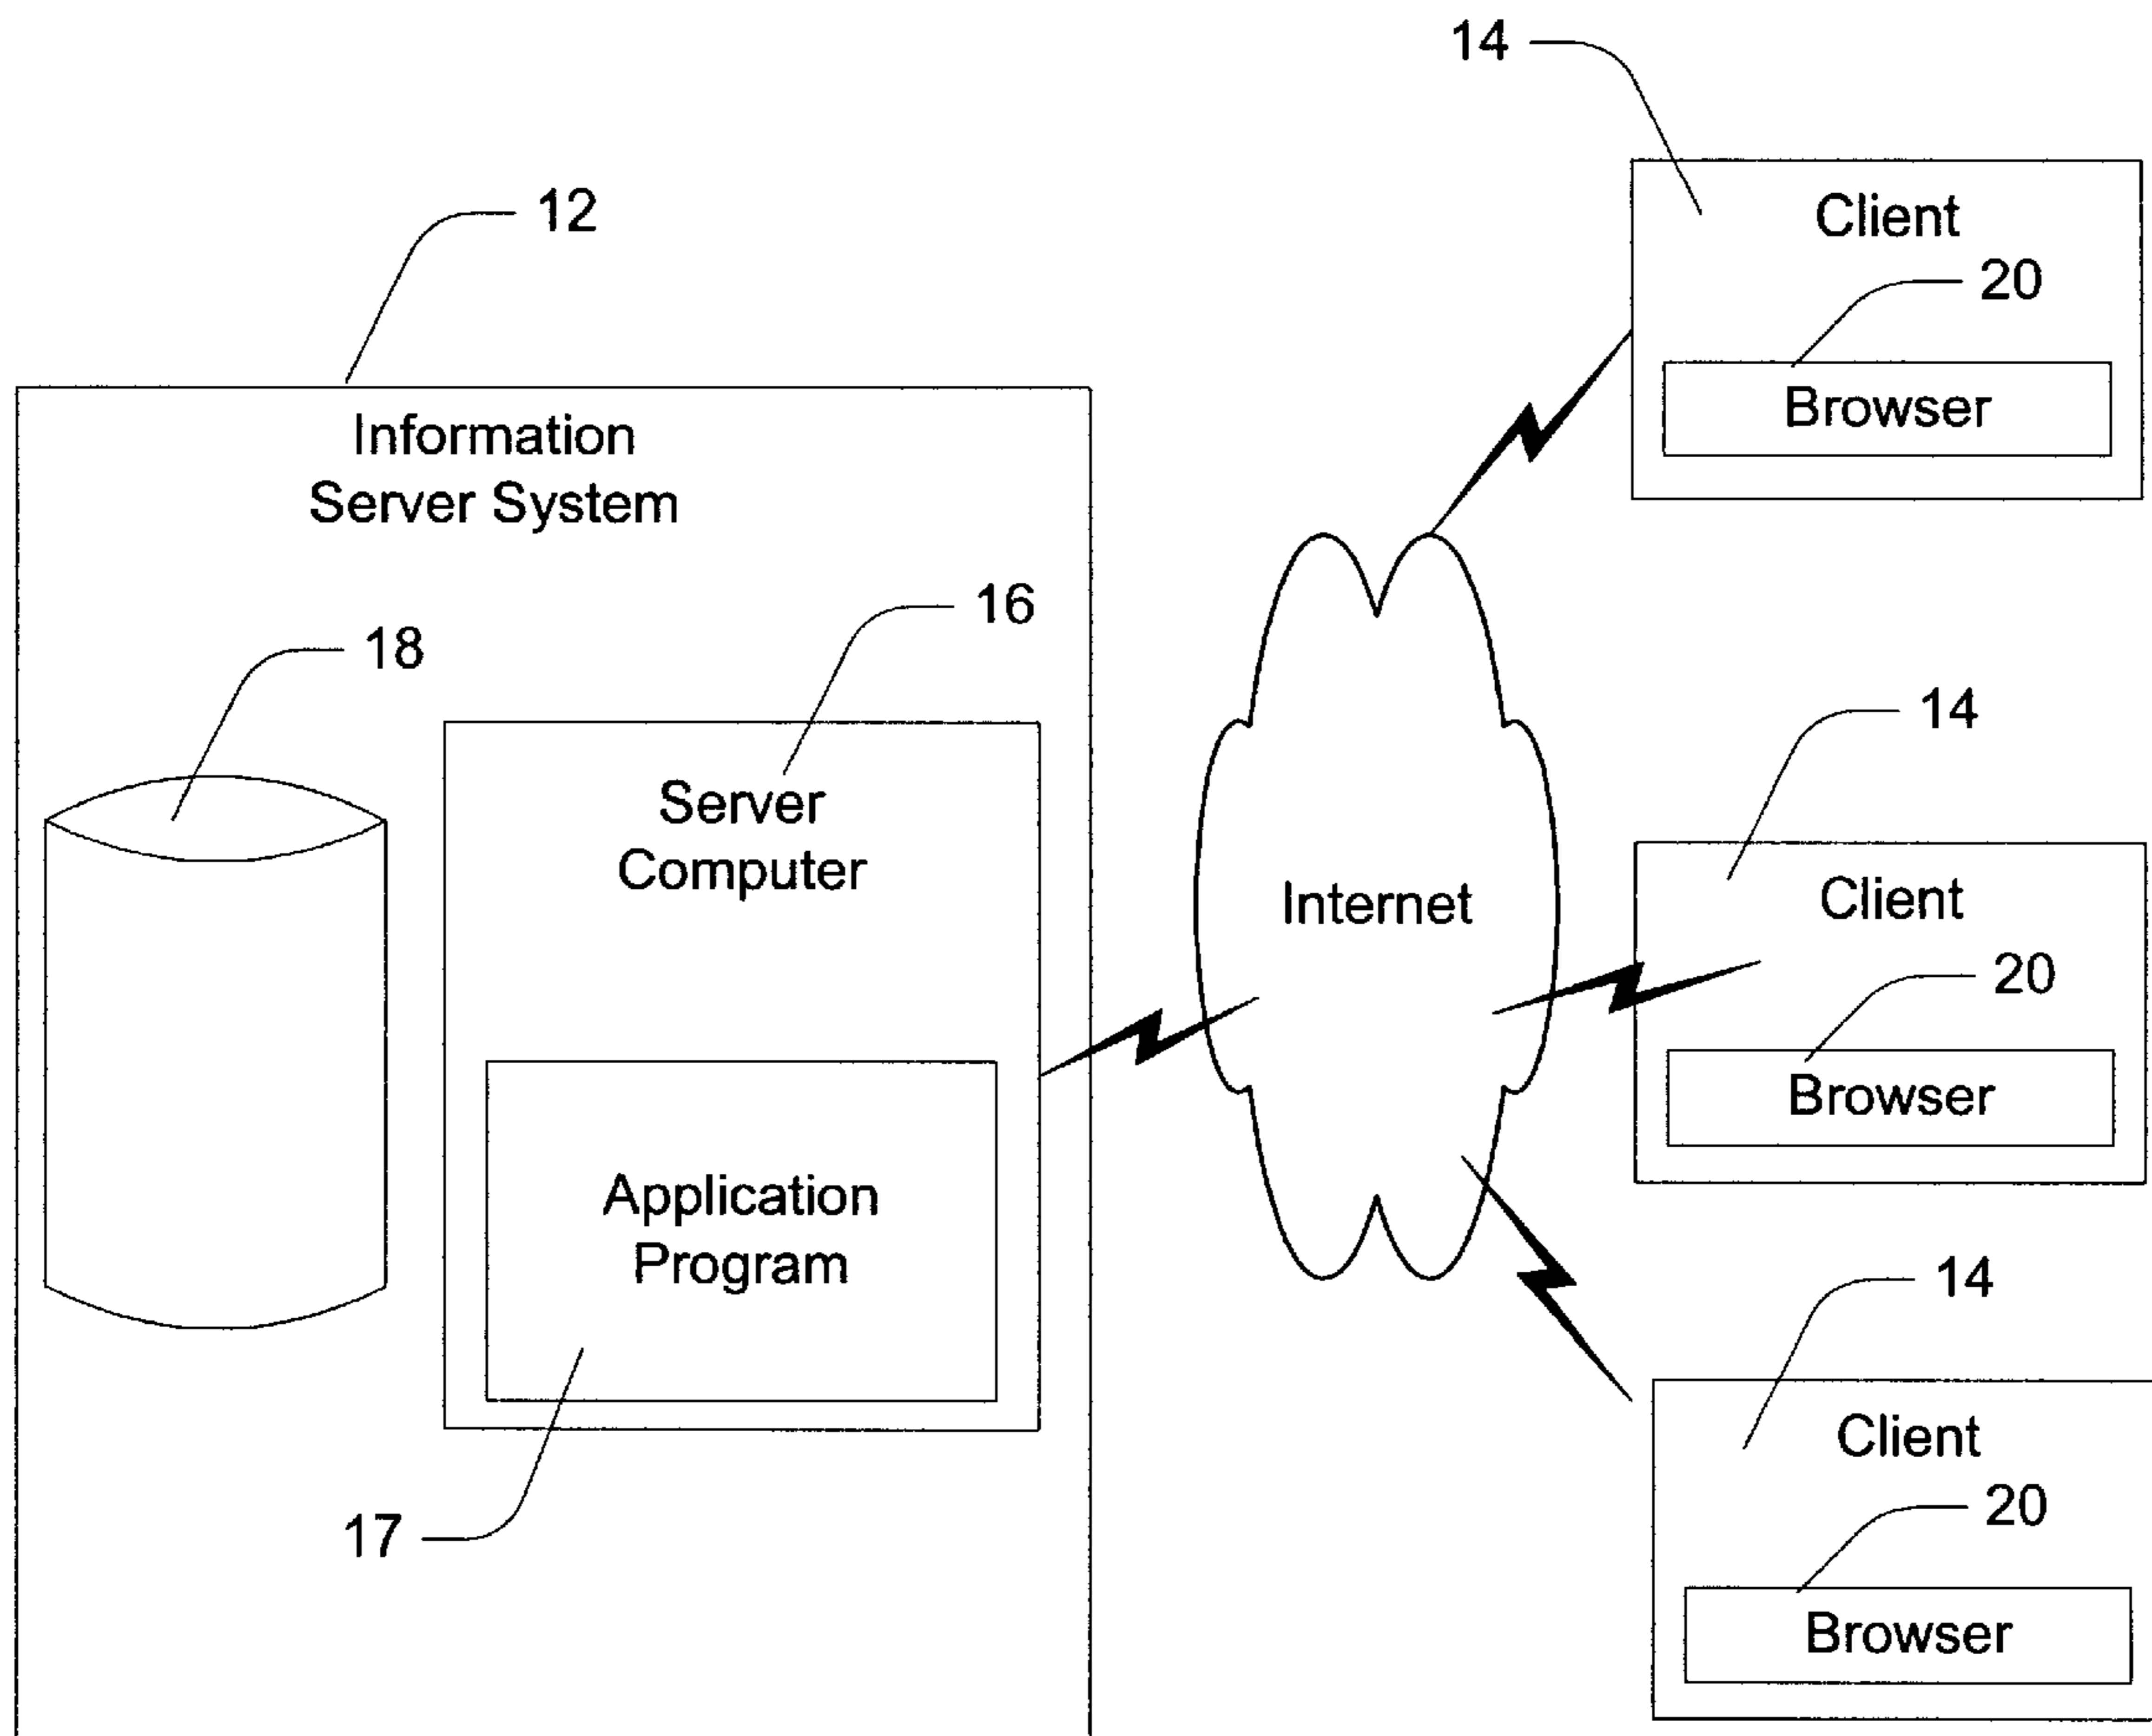 14
12
Client
20
Browser
Information
Server System
16
18
14
Server
Computer
Internet
Client
20
Browser
Application
Program
14
17
Client
20
Browser